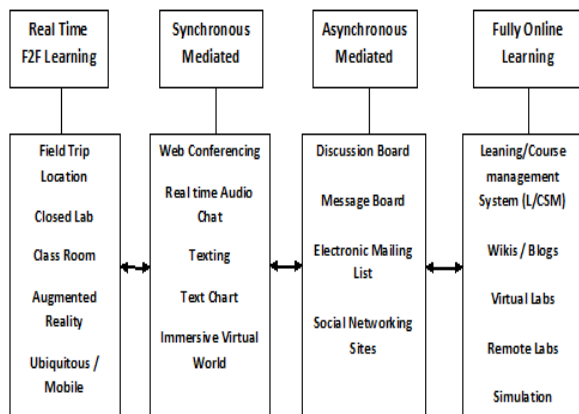 Real Time
F2F Learning
Synchronous
Mediated
Asynchronous
Mediated
Fully Online
Learning
Field Trip
Location
Closed Lab
Class Room
Augmented
Reality
Ubiquitous /
Mobile
Web Conferencing
Real time Audio
Chat
Texting
Text Chart
Immersive Virtual
World
Discussion Board
Message Board
Electronic Mailing
List
Social Networking
Sites
Leaning/Course
management
System (L/CSM)
Wikis / Blogs
Virtual Labs
Remote Labs
Simulation